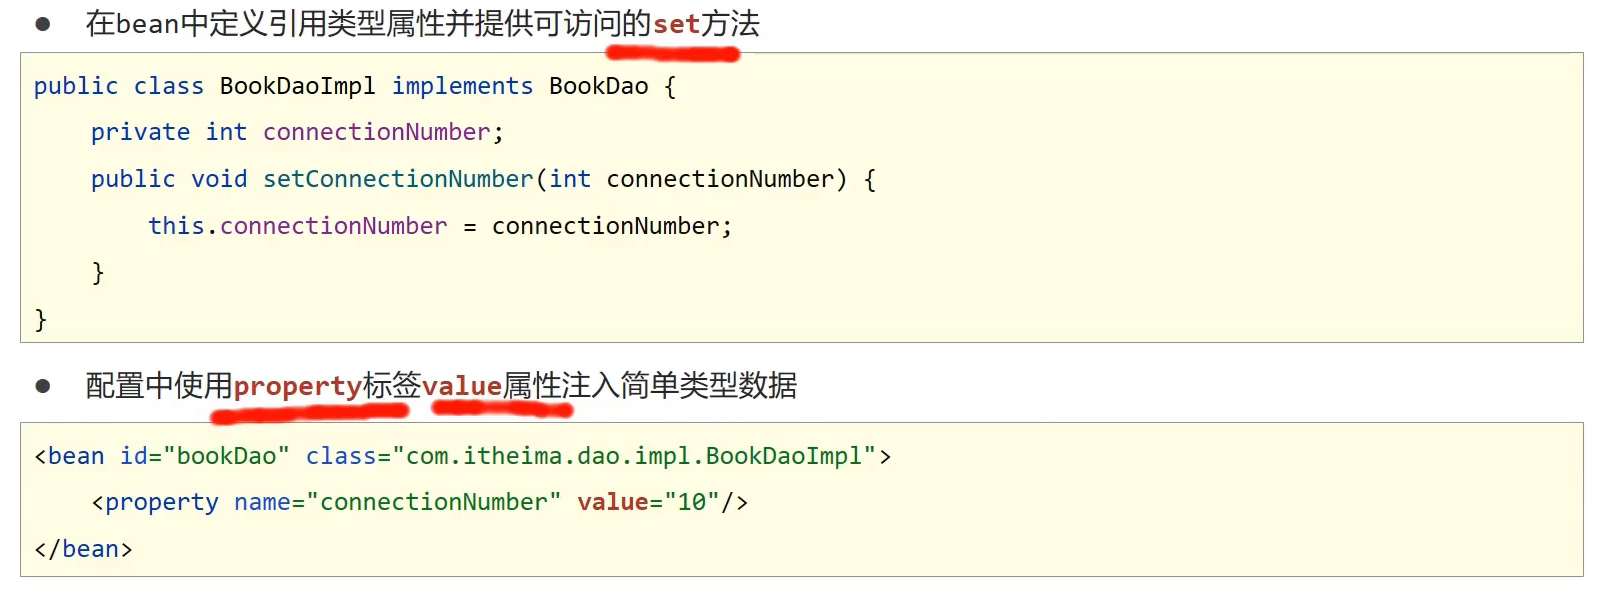 ● 在bean中定义引用类型属性并提供可访问的set方法
public class BookDaoImpl implements BookDao {
    private int connectionNumber;
    public void setConnectionNumber(int connectionNumber) {
        this.connectionNumber = connectionNumber;
    }
}
● 配置中使用property标签value属性注入简单类型数据
<bean id="bookDao" class="com.itheima.dao.impl.BookDaoImpl">
    <property name="connectionNumber" value="10"/>
</bean>